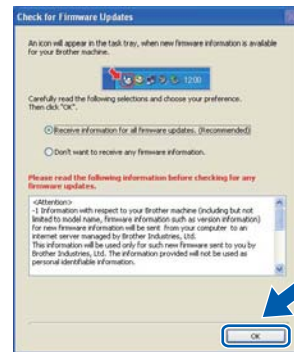 Check for Firmware Updates
An icon will appear in the task tray, when new firmware information is available
for your Brother machine.
1200
Carefully read the following selections and choose your preference.
Then click "OK".
Receive information for all firmware updates. (Recommended)
Don't want to receive any firmware information.
Please read the following information before checking for any
firmware updates.
<Attention>
-1 Information with respect to your Brother machine (including but not
limited to model name, firmware information such as version information)
for new firmware information will be sent from your computer to an
internet server managed by Brother Industries, Ltd.
This information will be used only for such new firmware sent to you by
Brother Industries, Ltd. The information provided will not be used as
personal identifiable information.
OK